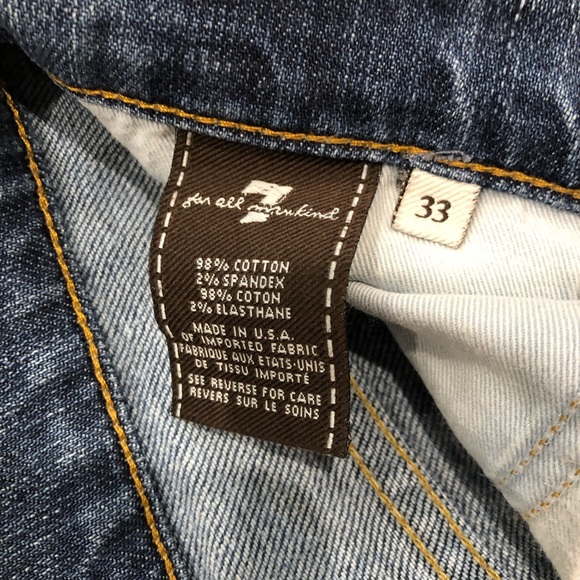 7
for all mankind
33
98% COTTON
2% SPANDEX
98% COTON
2% ELASTHANE
MADE IN U.S.A.
OF IMPORTED FABRIC
FABRIQUE AUX ETATS-UNIS
DE TISSU IMPORTÉ
SEE REVERSE FOR CARE
REVERS SUR LE SOINS